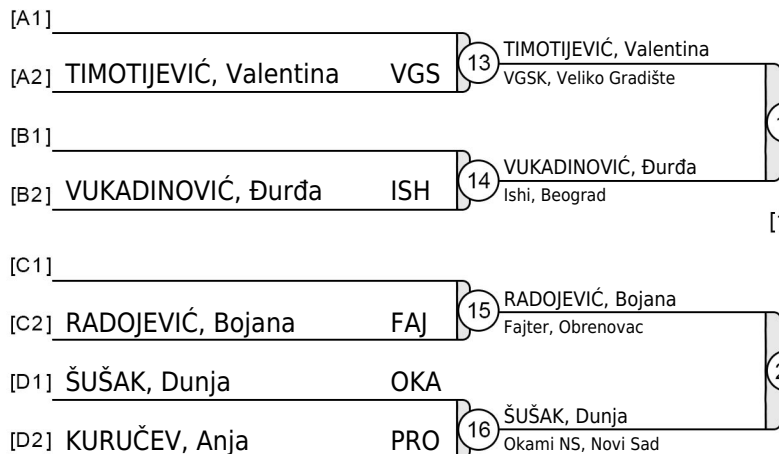 [A1]
[A2] TIMOTIJEVIĆ, Valentina VGS
13
TIMOTIJEVIĆ, Valentina
VGSK, Veliko Gradište
[B1]
[B2] VUKADINOVIĆ, Đurđa ISH
14
VUKADINOVIĆ, Đurđa
Ishi, Beograd
[C1]
[C2] RADOJEVIĆ, Bojana FAJ
15
RADOJEVIĆ, Bojana
Fajter, Obrenovac
[D1] ŠUŠAK, Dunja OKA
[D2] KURUČEV, Anja PRO
16
ŠUŠAK, Dunja
Okami NS, Novi Sad